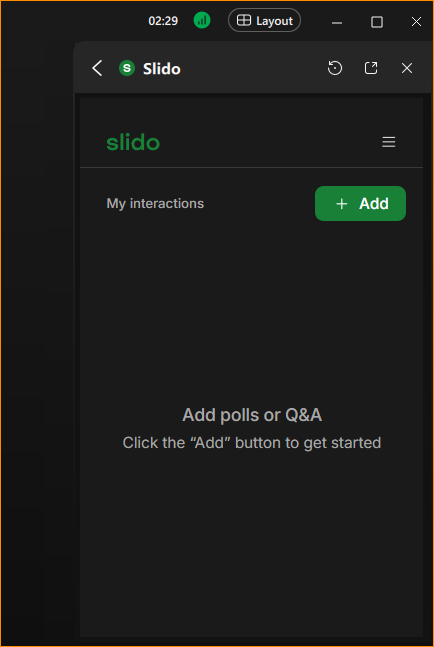 02:29 Layout
S Slido
slido
My interactions
+ Add
Add polls or Q&A
Click the “Add” button to get started